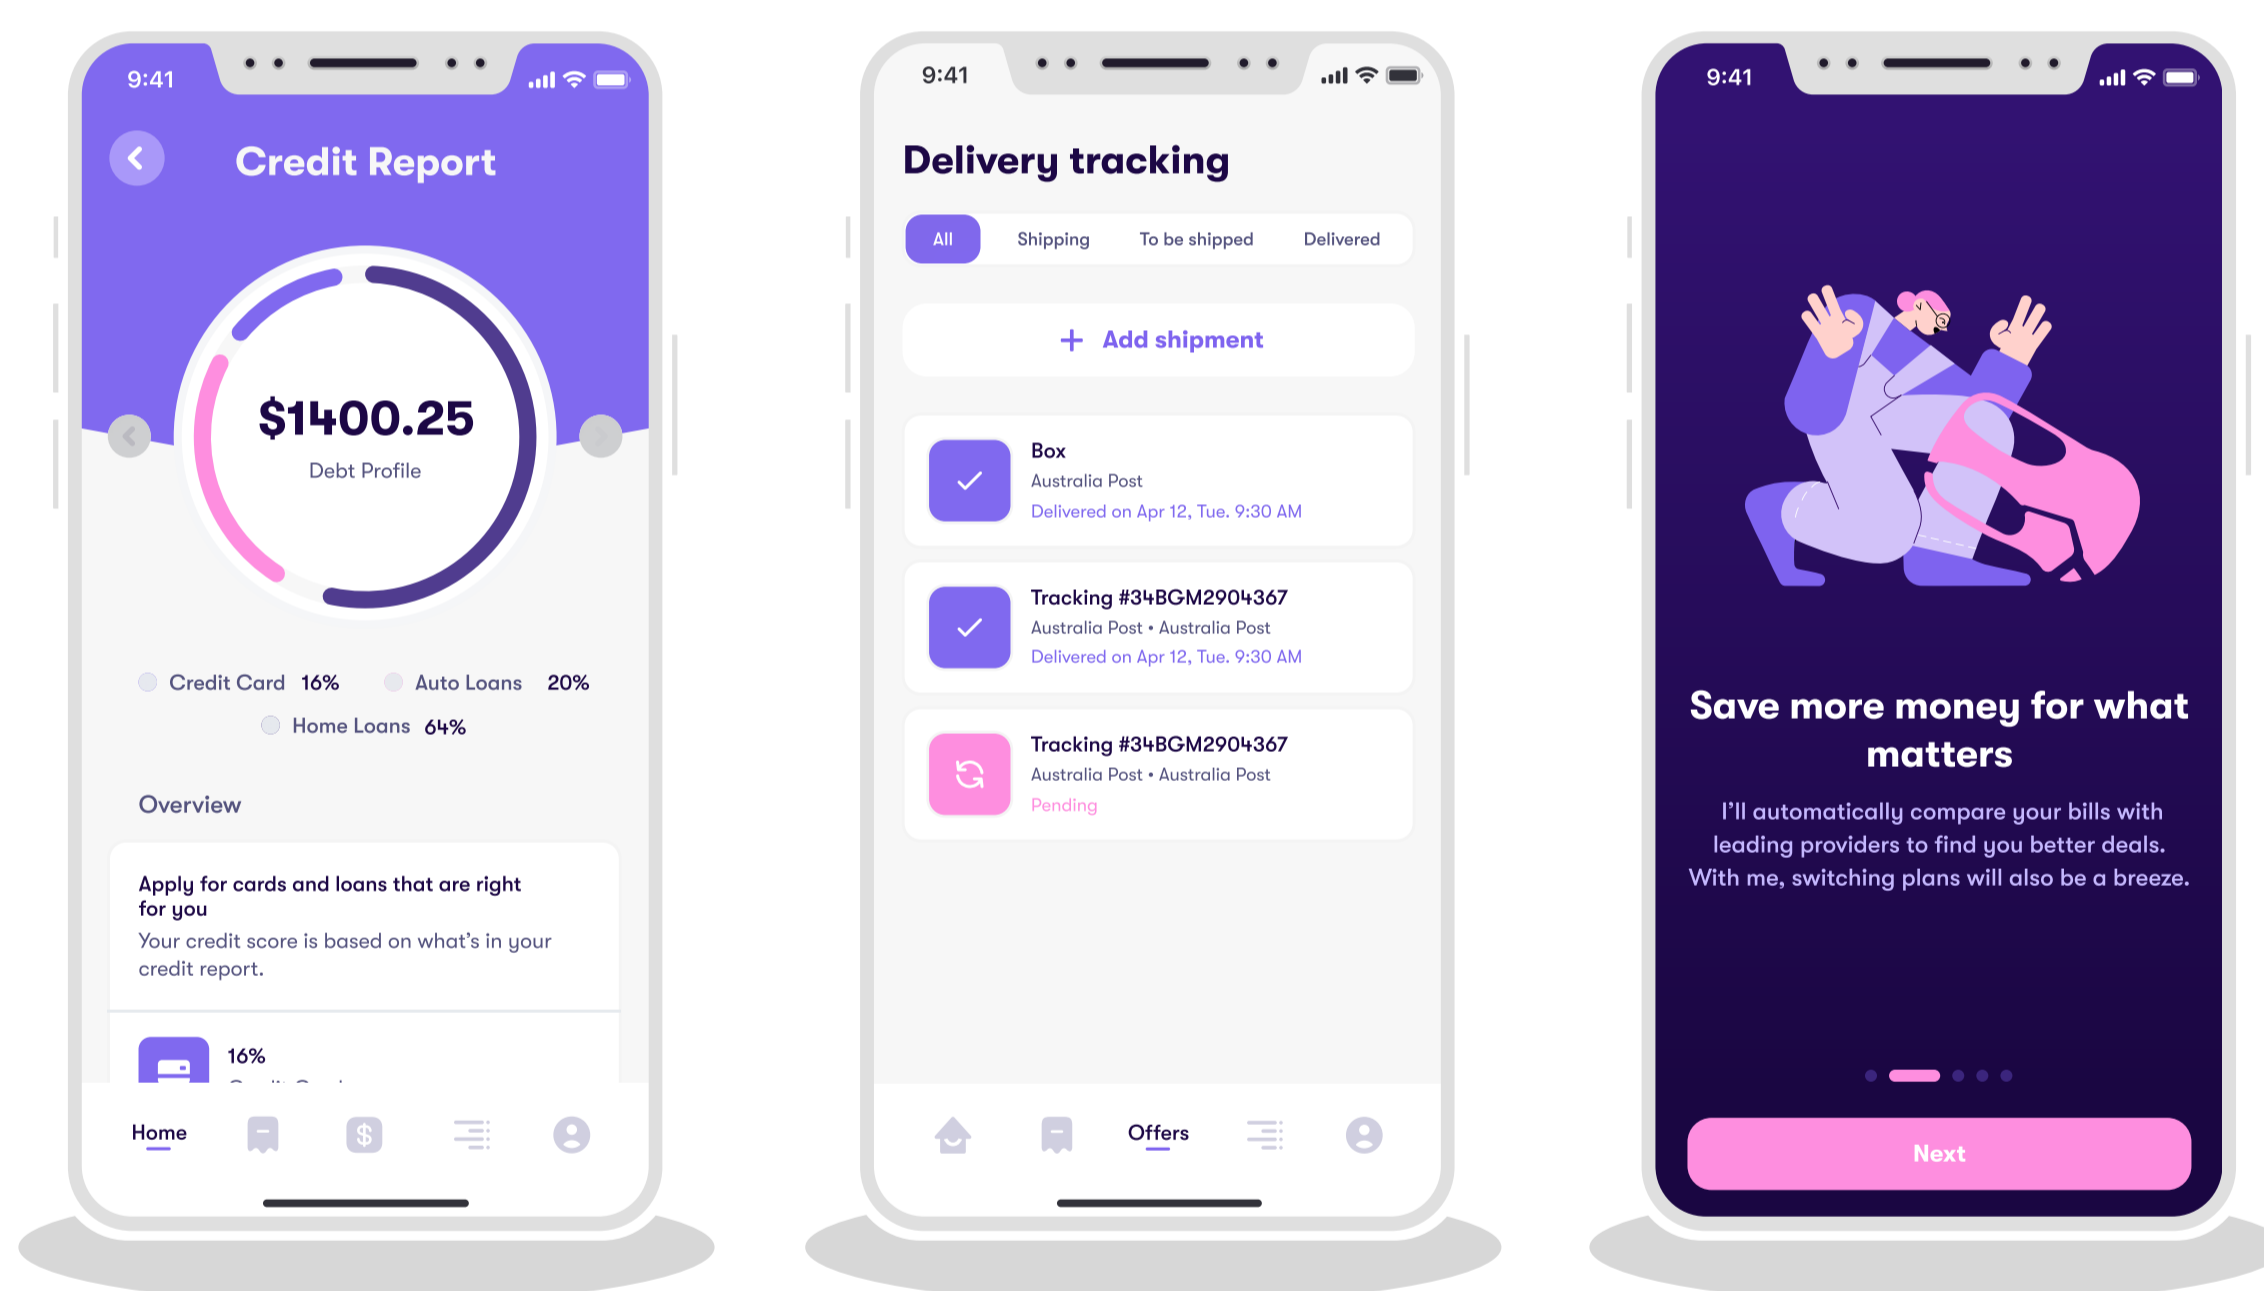 9:41
Credit Report
$1400.25
Debt Profile
Credit Card 16%
Auto Loans 20%
Home Loans 64%
Overview
Apply for cards and loans that are right
for you
Your credit score is based on what’s in your
credit report.
16%
Home
$
9:41
Delivery tracking
All
Shipping
To be shipped
Delivered
+ Add shipment
Box
Australia Post
Delivered on Apr 12, Tue. 9:30 AM
Tracking #34BGM2904367
Australia Post • Australia Post
Delivered on Apr 12, Tue. 9:30 AM
Tracking #34BGM2904367
Australia Post • Australia Post
Pending
Offers
9:41
Save more money for what
matters
I’ll automatically compare your bills with
leading providers to find you better deals.
With me, switching plans will also be a breeze.
Next